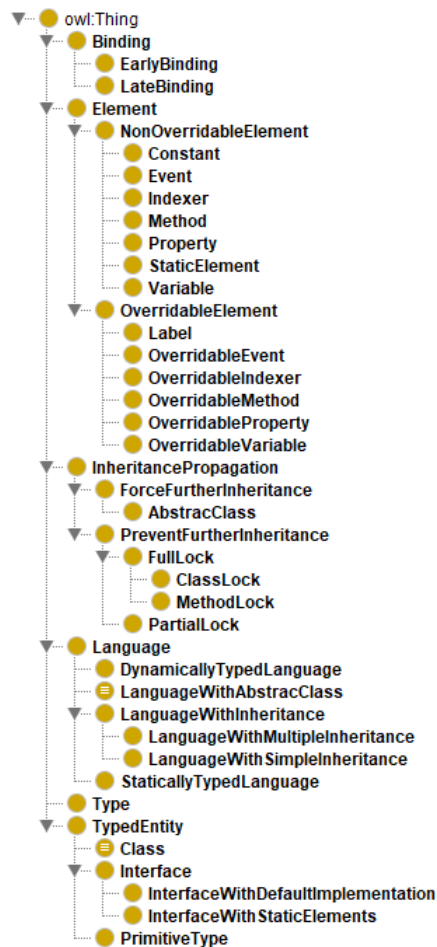 owl:Thing
Binding
EarlyBinding
LateBinding
Element
NonOverridableElement
Constant
Event
Indexer
Method
Property
StaticElement
Variable
OverridableElement
Label
OverridableEvent
OverridableIndexer
OverridableMethod
OverridableProperty
OverridableVariable
InheritancePropagation
ForceFurtherInheritance
AbstracClass
PreventFurtherInheritance
FullLock
ClassLock
MethodLock
PartialLock
Language
DynamicallyTypedLanguage
LanguageWithAbstracClass
LanguageWithInheritance
LanguageWithMultipleInheritance
LanguageWithSimpleInheritance
StaticallyTypedLanguage
Type
TypedEntity
Class
Interface
InterfaceWithDefaultImplementation
InterfaceWithStaticElements
PrimitiveType